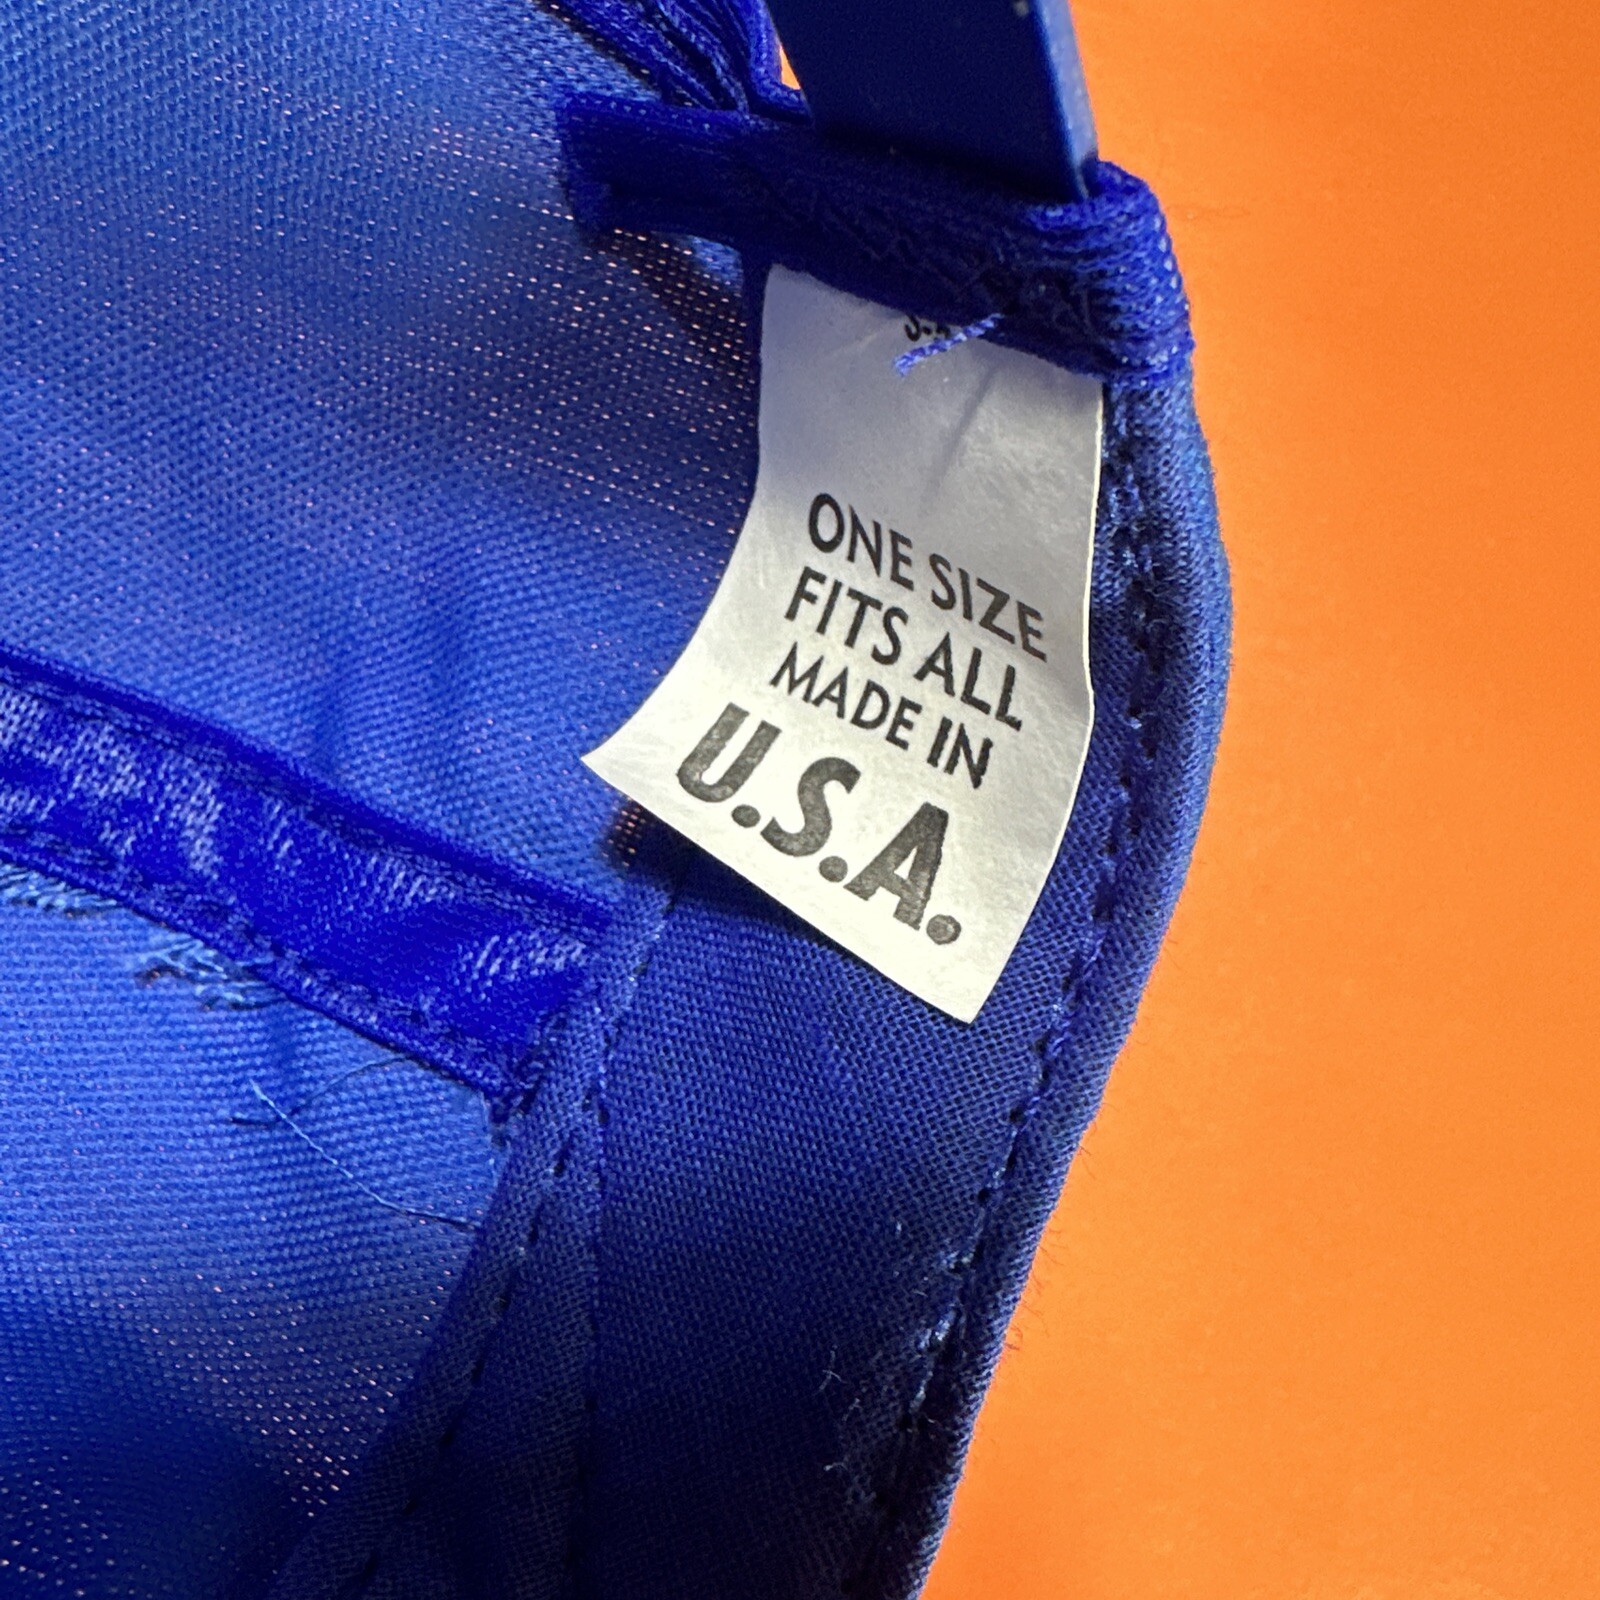 ONE SIZE
FITS ALL
MADE IN
U.S.A.